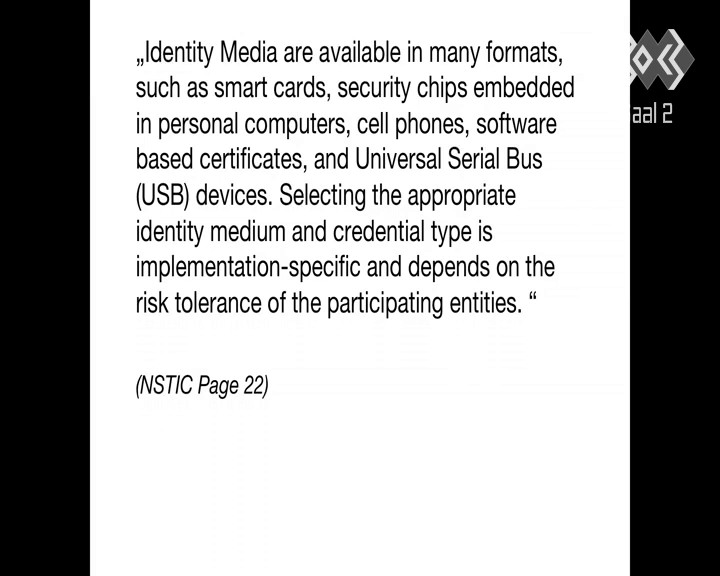 „Identity Media are available in many formats,
such as smart cards, security chips embedded
in personal computers, cell phones, software
based certificates, and Universal Serial Bus
(USB) devices. Selecting the appropriate
identity medium and credential type is
implementation-specific and depends on the
risk tolerance of the participating entities. “
(NSTIC Page 22)
aal 2